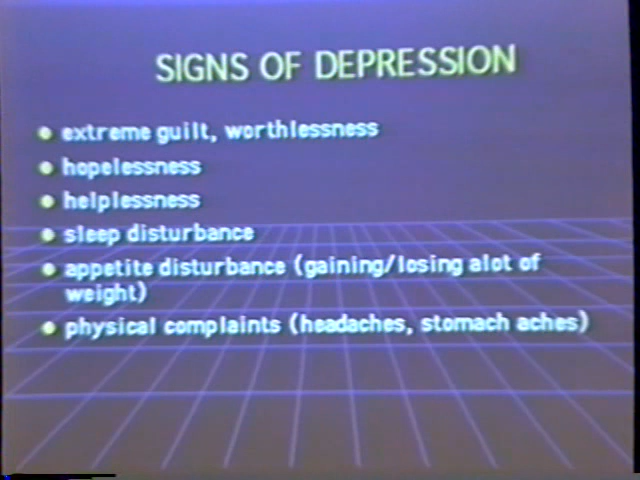 SIGNS OF DEPRESSION
extreme guilt, worthlessness
hopelessness
helplessness
sleep disturbance
appetite disturbance (gaining/losing alot of
weight)
physical complaints (headaches, stomach aches)